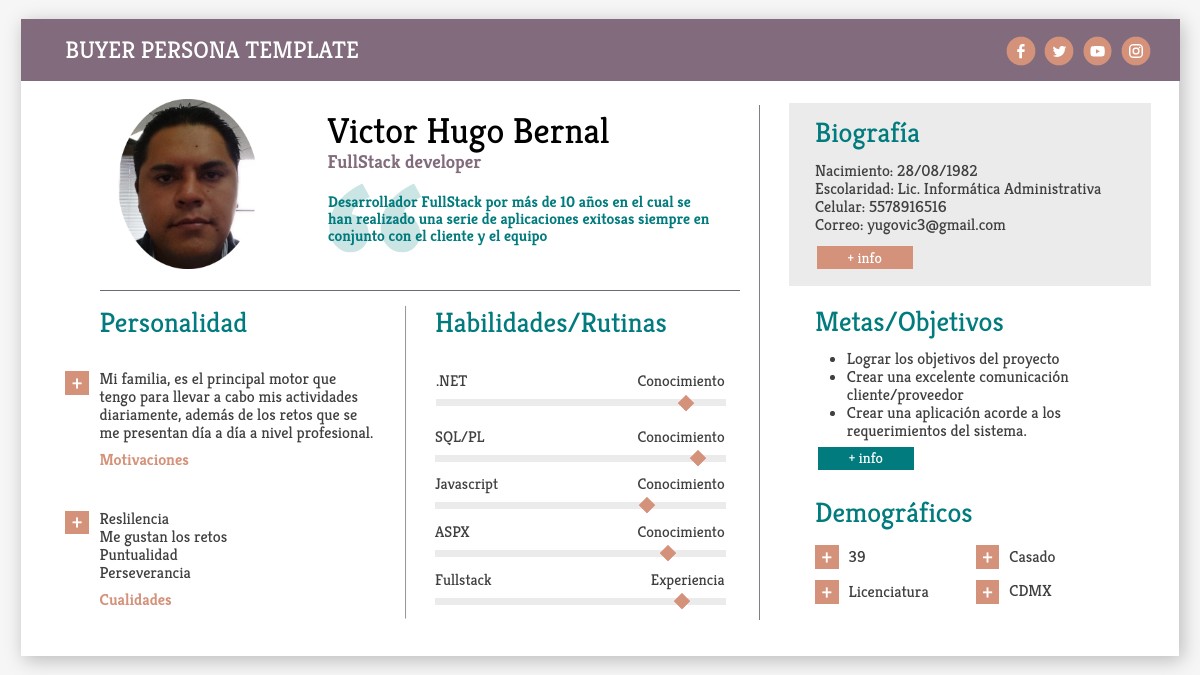 BUYER PERSONA TEMPLATE
Victor Hugo Bernal
FullStack developer
Desarrollador FullStack por más de 10 años en el cual se
han realizado una serie de aplicaciones exitosas siempre en
conjunto con el cliente y el equipo
Biografía
Nacimiento: 28/08/1982
Escolaridad: Lic. Informática Administrativa
Celular: 5578916516
Correo: yugovic3@gmail.com
+ info
Personalidad
Mi familia, es el principal motor que
tengo para llevar a cabo mis actividades
diariamente, además de los retos que se
me presentan día a día a nivel profesional.
Motivaciones
Reslilencia
Me gustan los retos
Puntualidad
Perseverancia
Cualidades
Habilidades/Rutinas
.NET Conocimiento
SQL/PL Conocimiento
Javascript Conocimiento
ASPX Conocimiento
Fullstack Experiencia
Metas/Objetivos
Lograr los objetivos del proyecto
Crear una excelente comunicación
cliente/proveedor
Crear una aplicación acorde a los
requerimientos del sistema.
+ info
Demográficos
39 Casado
Licenciatura CDMX